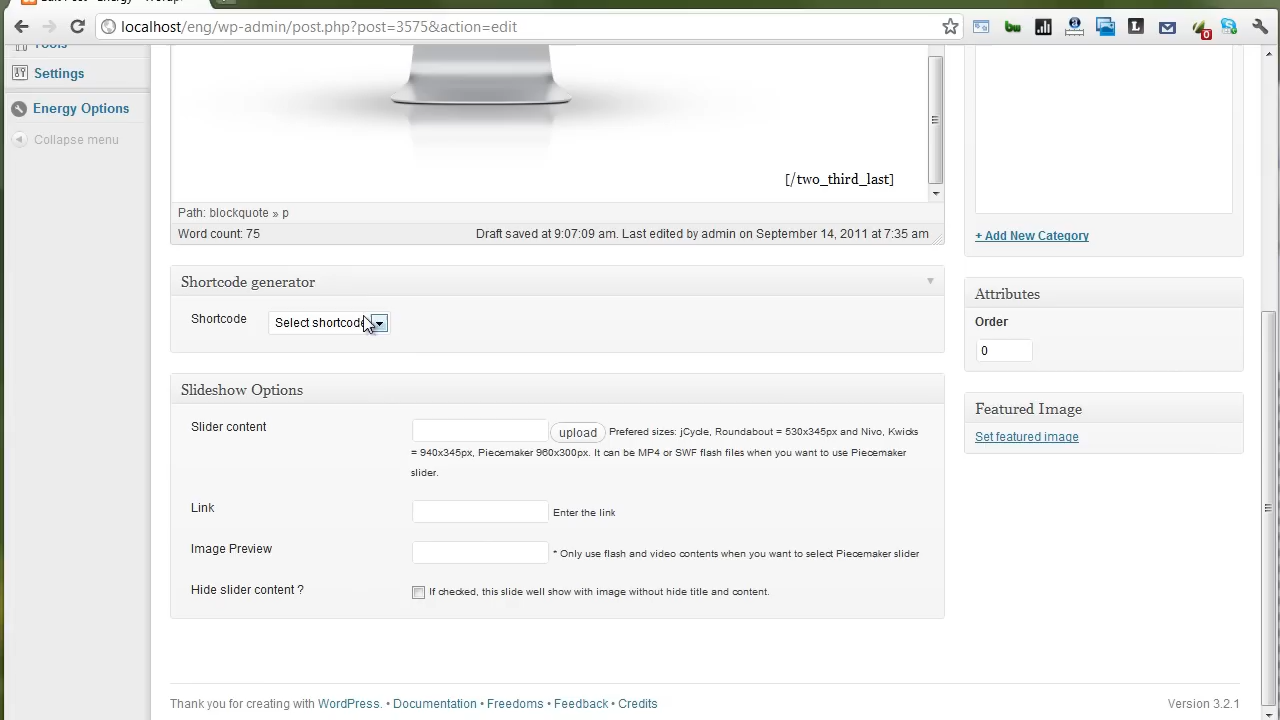 localhost/eng/wp-admin/post.php?post=3575&action=edit
Tools
Settings
Energy Options
Collapse menu
[/two_third_last]
Path: blockquote » p
Word count: 75
Draft saved at 9:07:09 am. Last edited by admin on September 14, 2011 at 7:35 am
+ Add New Category
Shortcode generator
Shortcode
Select shortcode
Attributes
Order
0
Featured Image
Set featured image
Slideshow Options
Slider content
upload
Prefered sizes: jCycle, Roundabout = 530x345px and Nivo, Kwicks
= 940x345px, Piecemaker 960x300px. It can be MP4 or SWF flash files when you want to use Piecemaker
slider.
Link
Enter the link
Image Preview
* Only use flash and video contents when you want to select Piecemaker slider
Hide slider content ?
If checked, this slide well show with image without hide title and content.
Thank you for creating with WordPress. • Documentation • Freedoms • Feedback • Credits
Version 3.2.1